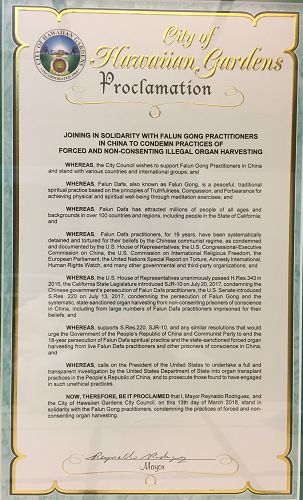 CITY OF HAWAIIAN GARDENS
INCORPORATED 1964
City of
Hawaiian Gardens
Proclamation
JOINING IN SOLIDARITY WITH FALUN GONG PRACTITIONERS
IN CHINA TO CONDEMN PRACTICES OF
FORCED AND NON-CONSENTING ILLEGAL ORGAN HARVESTING
WHEREAS, the City Council wishes to support Falun Gong Practitioners in China
and stand with various countries and international groups; and
WHEREAS, Falun Dafa, also known as Falun Gong, is a peaceful, traditional
spiritual practice based on the principles of Truthfulness, Compassion, and Forbearance for
achieving physical and spiritual well-being through meditation exercises; and
WHEREAS, Falun Dafa has attracted millions of people of all ages and
backgrounds in over 100 countries and regions, including people in the State of California;
and
WHEREAS, Falun Dafa practitioners, for 19 years, have been systematically
detained and tortured for their beliefs by the Chinese communist regime, as condemned
and documented by the U.S. House of Representatives, the U.S. Congressional-Executive
Commission on China, the U.S. Commission on International Religious Freedom, the
European Parliament, the United Nations Special Report on Torture, Amnesty International,
Human Rights Watch, and many other governmental and third-party organizations; and
WHEREAS, the U.S. House of Representatives unanimously passed H.Res.343 in
2016, the California State Legislature introduced SJR-10 on July 20, 2017, condemning the
Chinese government's persecution of Falun Dafa practitioners, the U.S. Senate introduced
S.Res. 220 on July 13, 2017, condemning the persecution of Falun Gong and the
systematic, state-sanctioned organ harvesting from non-consenting prisoners of conscience
in China, including from large numbers of Falun Dafa practitioners imprisoned for their
beliefs; and
WHEREAS, supports S.Res.220, SJR-10, and any similar resolutions that would
urge the Government of the People's Republic of China and Communist Party to end the
18-year persecution of Falun Dafa spiritual practice and the state-sanctioned forced organ
harvesting from live Falun Dafa practitioners and other prisoners of conscience in China;
and
WHEREAS, calls on the President of the United States to undertake a full and
transparent investigation by the United States Department of State into organ transplant
practices in the People's Republic of China, and to prosecute those found to have engaged
in such unethical practices.
NOW, THEREFORE, BE IT PROCLAIMED that I, Mayor Reynaldo Rodriguez, and
the City of Hawaiian Gardens City Council, on this 13th day of March 2018, stand in
solidarity with the Falun Gong practitioners, condemning the practices of forced and non-
consenting organ harvesting.
Reynaldo Rodriguez
Mayor